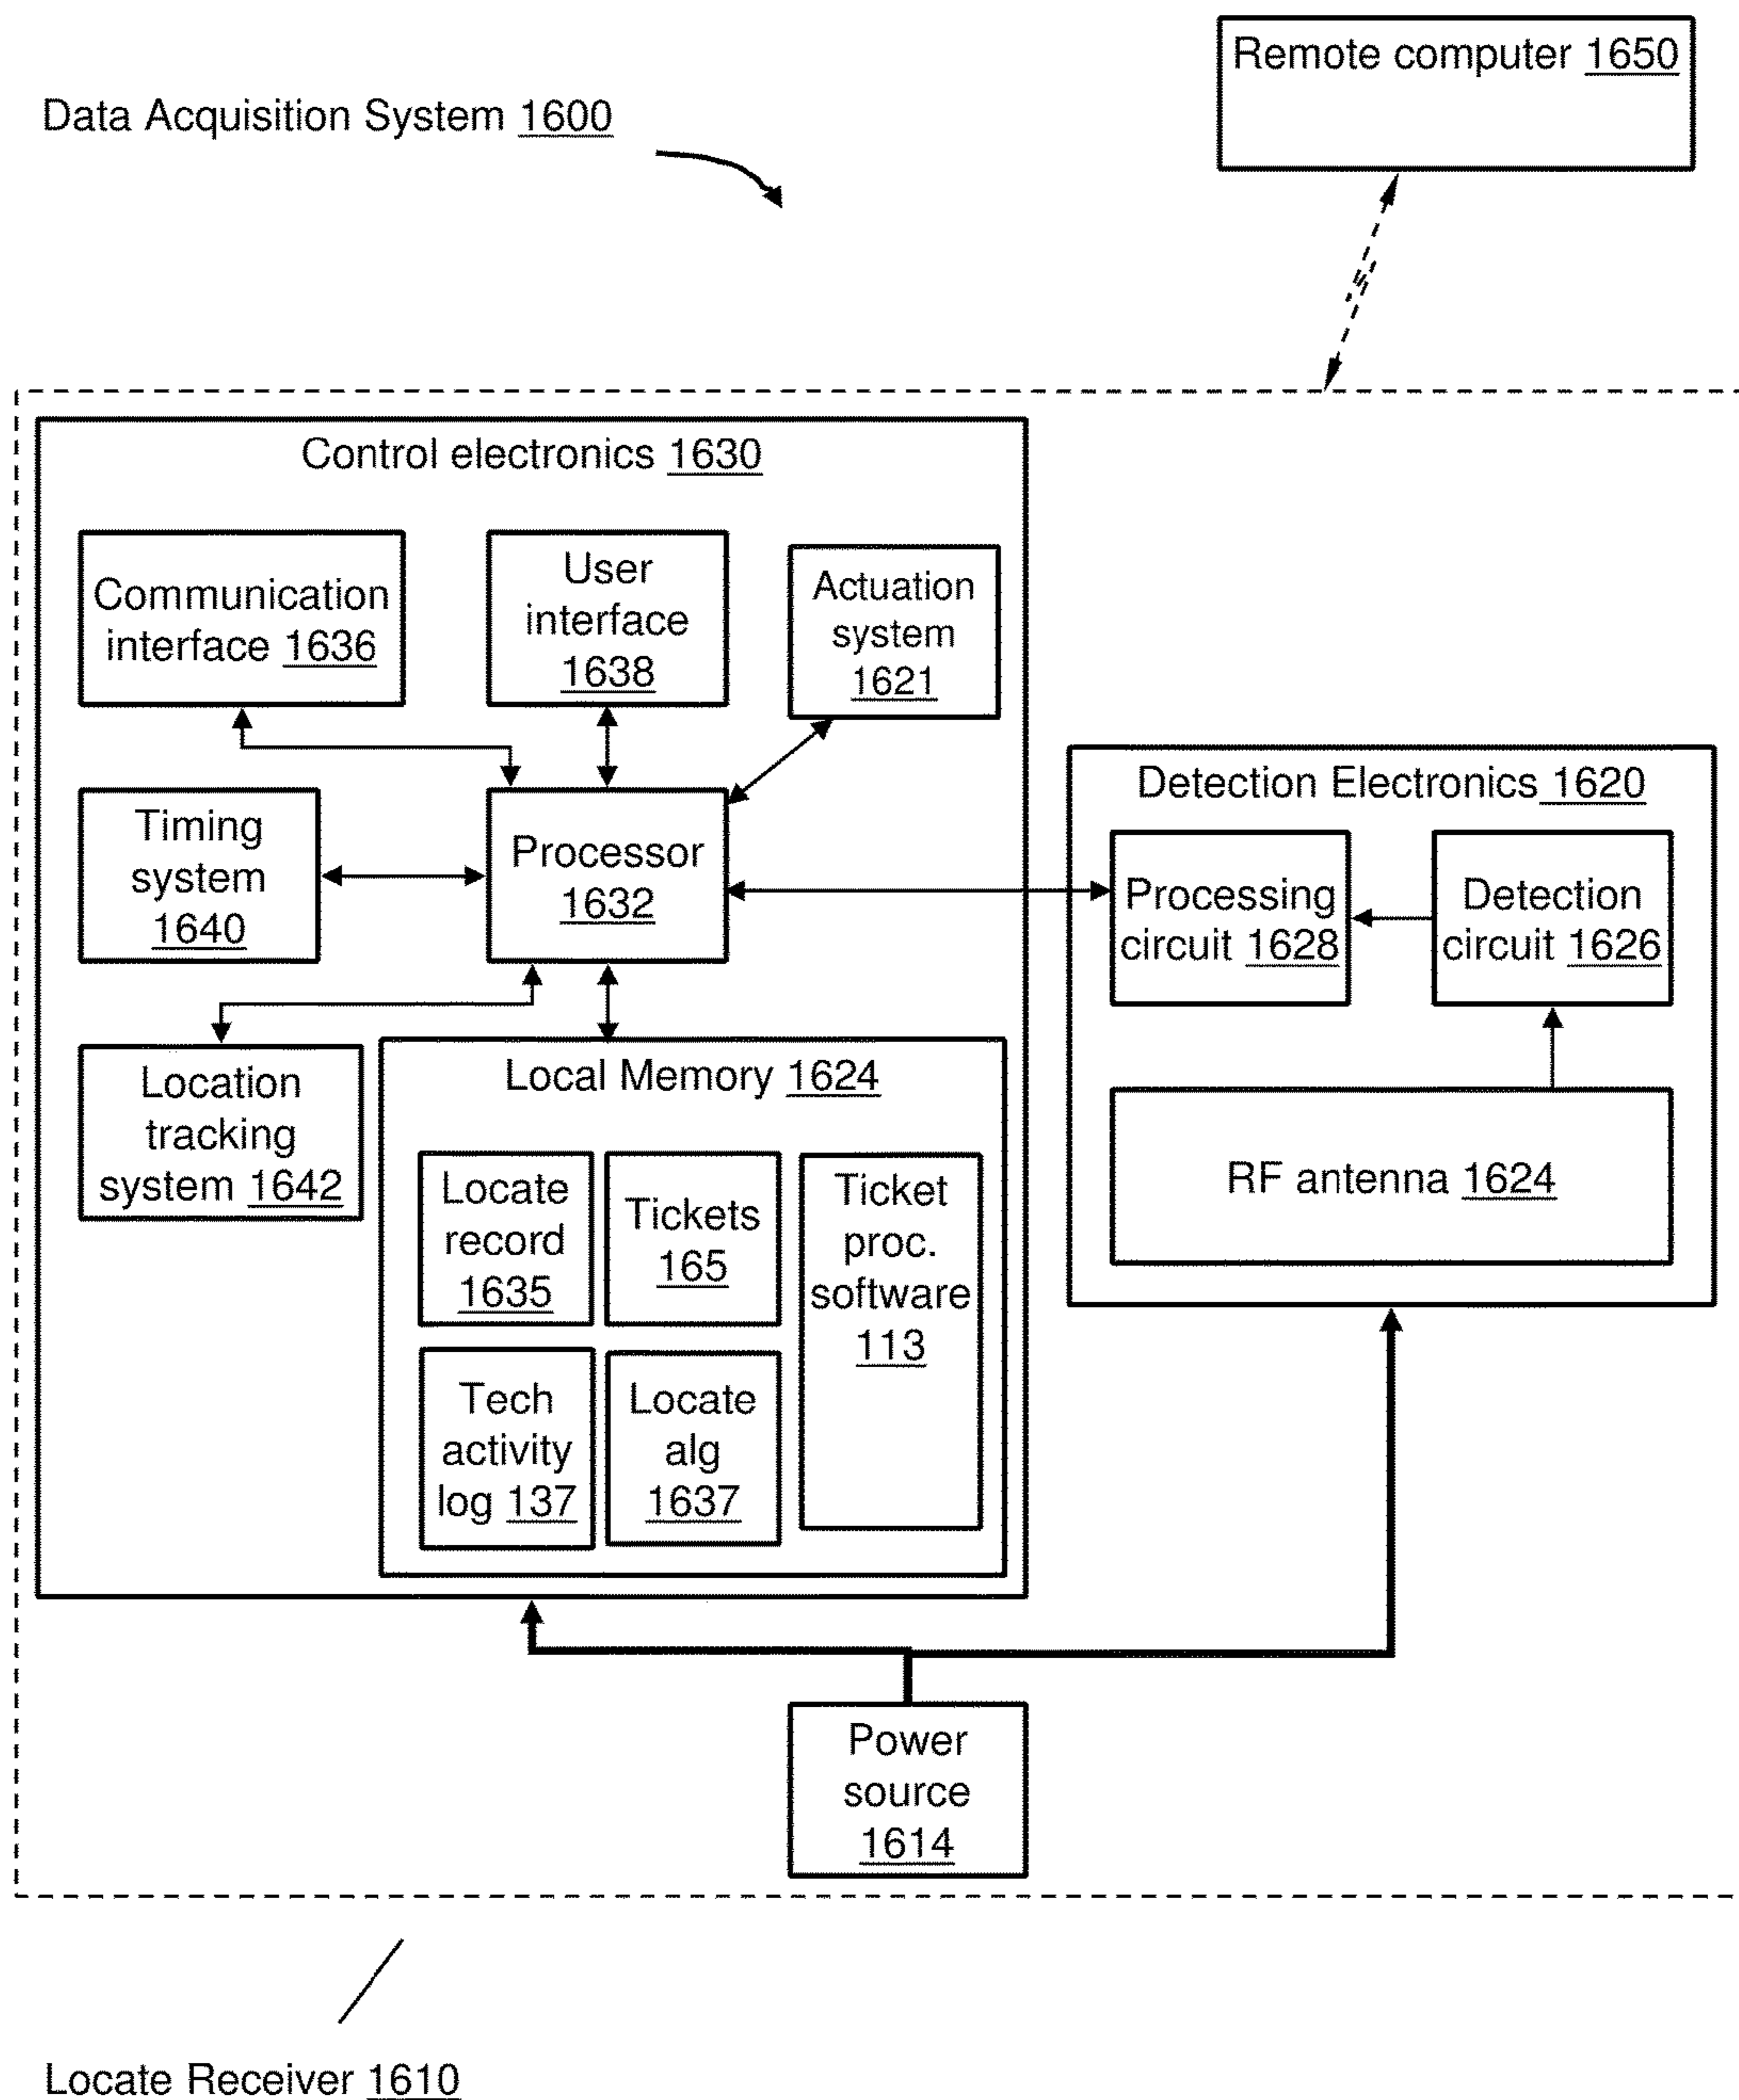 Remote computer 1650
Data Acquisition System 1600
Control electronics 1630
Communication
interface 1636
User
interface
1638
Actuation
system
1621
Timing
system
1640
Processor
1632
Detection Electronics 1620
Processing
circuit 1628
Detection
circuit 1626
RF antenna 1624
Location
tracking
system 1642
Local Memory 1624
Locate
record
1635
Tickets
165
Ticket
proc.
software
113
Tech
activity
log 137
Locate
alg
1637
Power
source
1614
Locate Receiver 1610